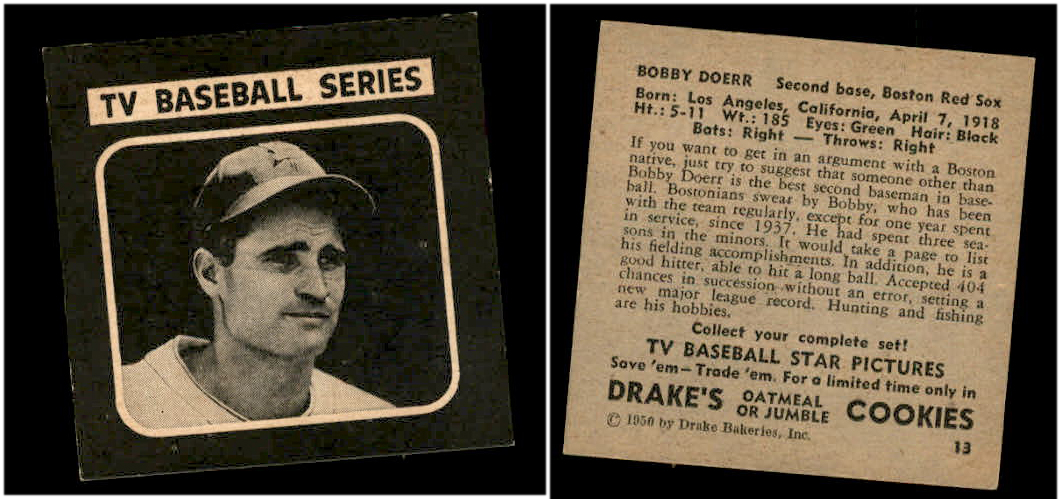 TV BASEBALL SERIES
BOBBY DOERR Second base, Boston Red Sox
Born: Los Angeles, California, April 7, 1918
Ht.: 5-11 Wt.: 185 Eyes: Green Hair: Black
Bats: Right — Throws: Right
If you want to get in an argument with a Boston
native, just try to suggest that someone other than
Bobby Doerr is the best second baseman in base-
ball. Bostonians swear by Bobby, who has been
with the team regularly, except for one year spent
in service, since 1937. He had spent three sea-
sons in the minors. It would take a page to list
his fielding accomplishments. In addition, he is a
good hitter, able to hit a long ball. Accepted 404
chances in succession without an error, setting a
new major league record. Hunting and fishing
are his hobbies.
Collect your complete set!
TV BASEBALL STAR PICTURES
Save 'em — Trade 'em. For a limited time only in
DRAKE'S OATMEAL OR JUMBLE COOKIES
© 1950 by Drake Bakeries, Inc.
13